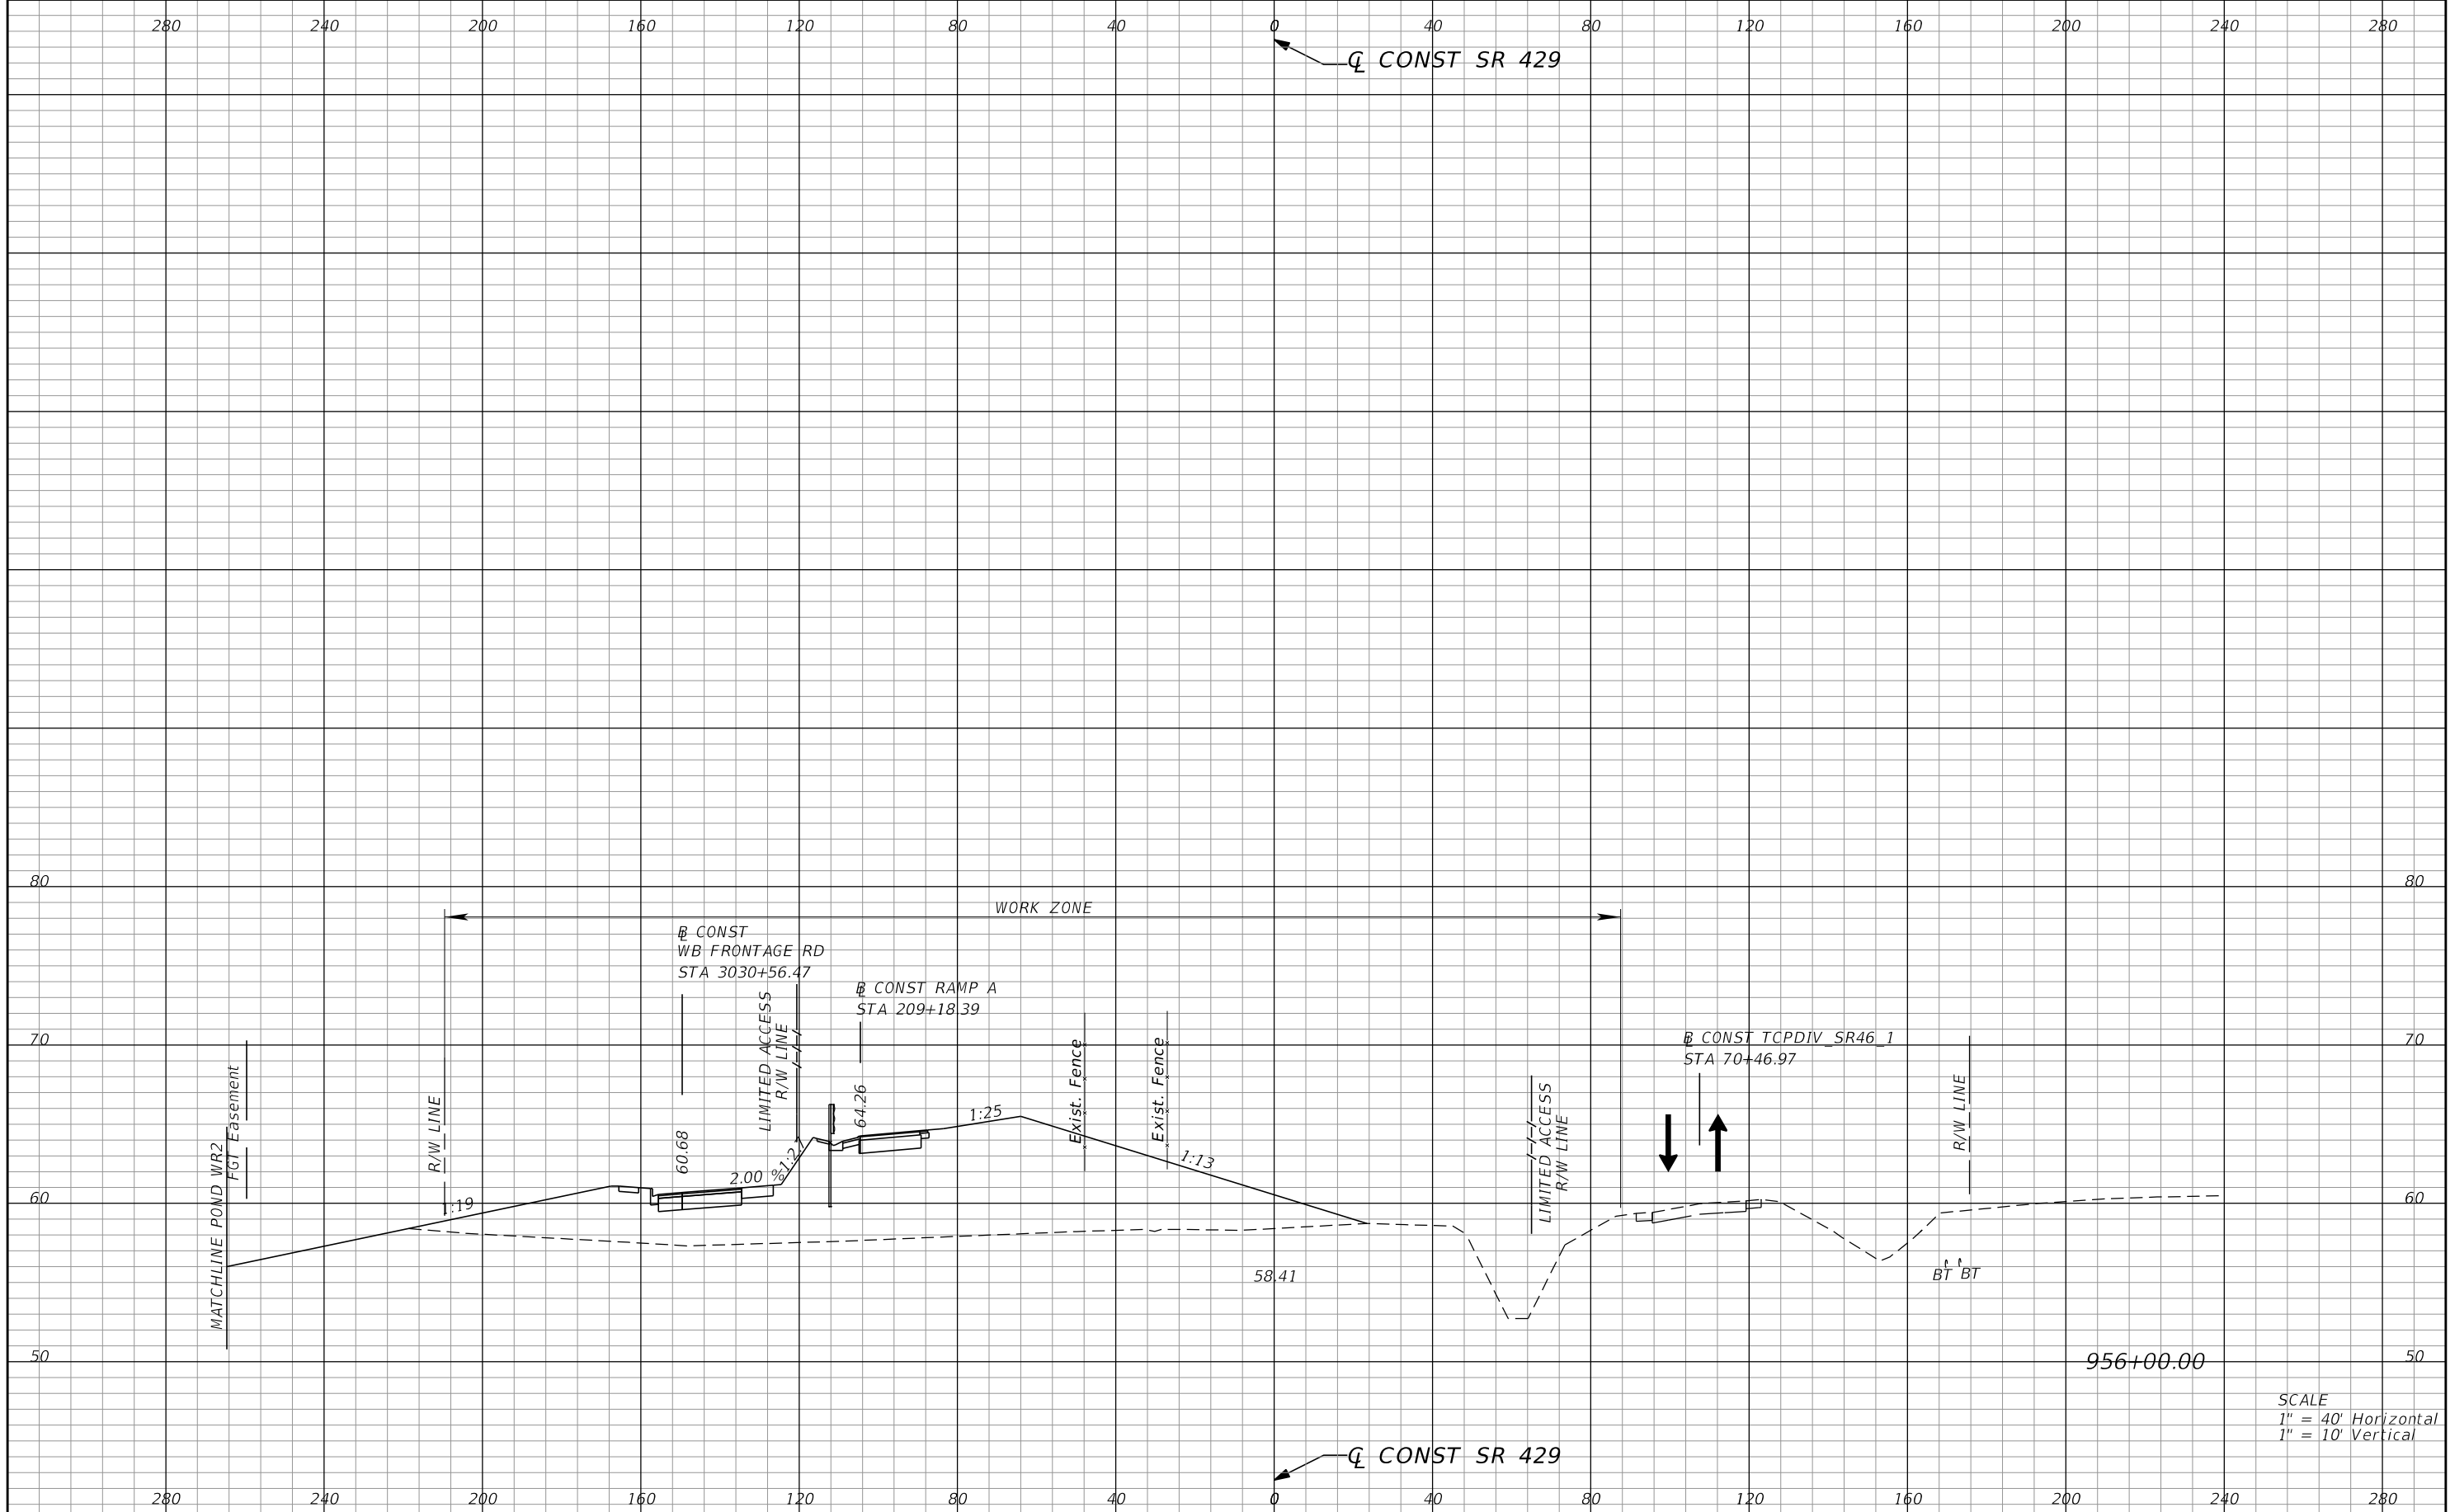 280 240 200 160 120 80 40 0 40 80 120 160 200 240 280
℄ CONST SR 429
80 80
WORK ZONE
BL CONST
WB FRONTAGE RD
STA 3030+56.47
BL CONST RAMP A
STA 209+18.39
70 70
BL CONST TCPDIV_SR46_1
STA 70+46.97
MATCHLINE POND WR2
FGT Easement
R/W LINE
60.68
LIMITED ACCESS
R/W LINE
64.26
Exist. Fence
Exist. Fence
LIMITED ACCESS
R/W LINE
R/W LINE
1:25
1:13
1:2
2.00 %
1:19
60 60
58.41
BT BT
50 50
956+00.00
SCALE
1" = 40' Horizontal
1" = 10' Vertical
℄ CONST SR 429
280 240 200 160 120 80 40 0 40 80 120 160 200 240 280